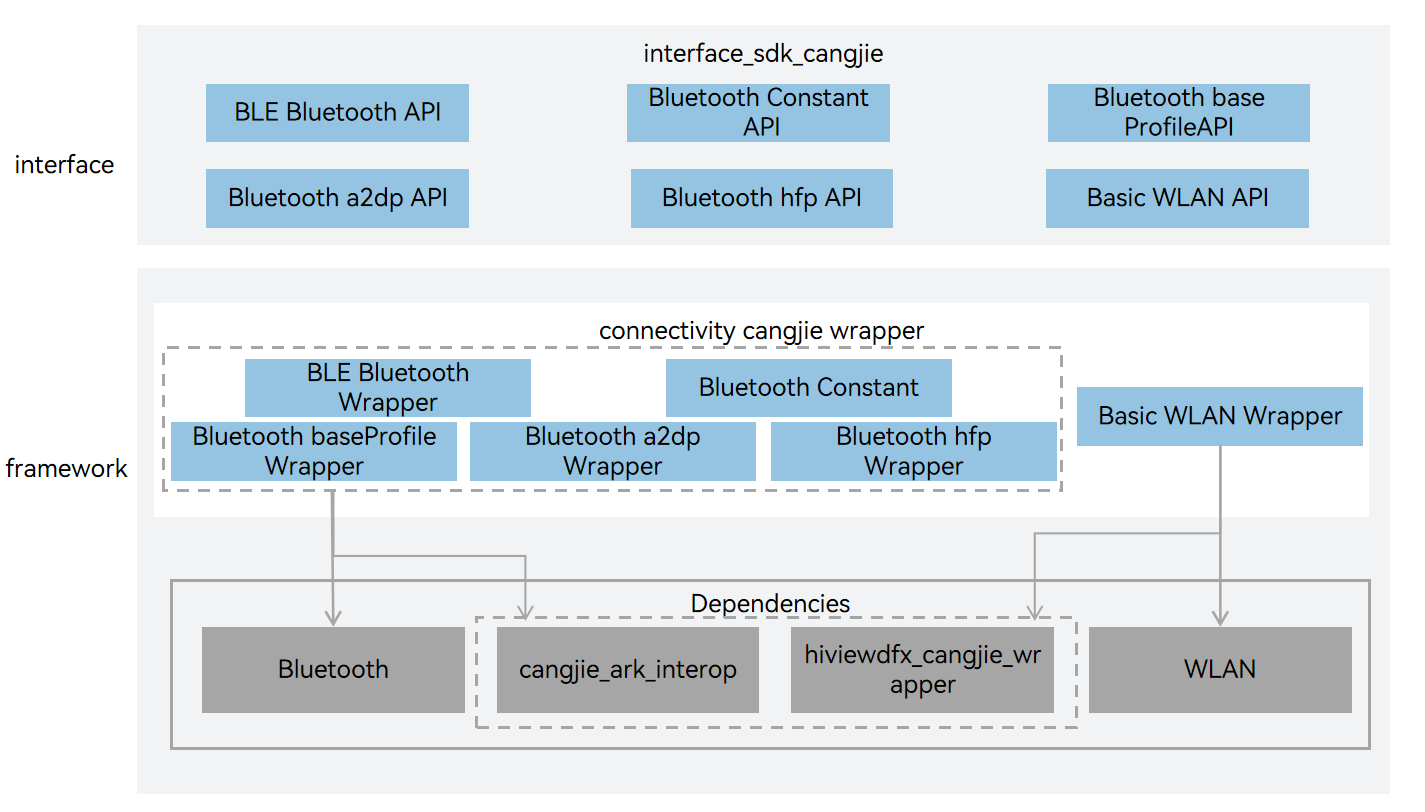 interface_sdk_cangjie
BLE Bluetooth API
Bluetooth Constant
API
Bluetooth base
ProfileAPI
interface
Bluetooth a2dp API
Bluetooth hfp API
Basic WLAN API
connectivity cangjie wrapper
BLE Bluetooth
Wrapper
Bluetooth Constant
Basic WLAN Wrapper
Bluetooth baseProfile
Wrapper
Bluetooth a2dp
Wrapper
Bluetooth hfp
Wrapper
framework
Dependencies
Bluetooth
cangjie_ark_interop
hiviewdfx_cangjie_wr
apper
WLAN